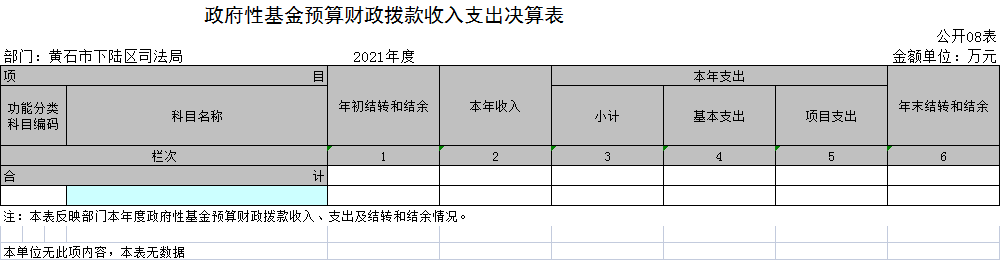 政府性基金预算财政拨款收入支出决算表
公开08表
部门：黄石市下陆区司法局 2021年度 金额单位：万元
项 目 年初结转和结余 本年收入 本年支出 年末结转和结余
功能分类科目编码 科目名称 小计 基本支出 项目支出
栏次 1 2 3 4 5 6
合 计
注：本表反映部门本年度政府性基金预算财政拨款收入、支出及结转和结余情况。
本单位无此项内容，本表无数据